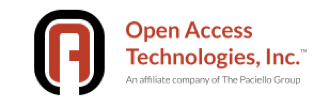 Open Access
Technologies, Inc.™
An affiliate company of The Paciello Group